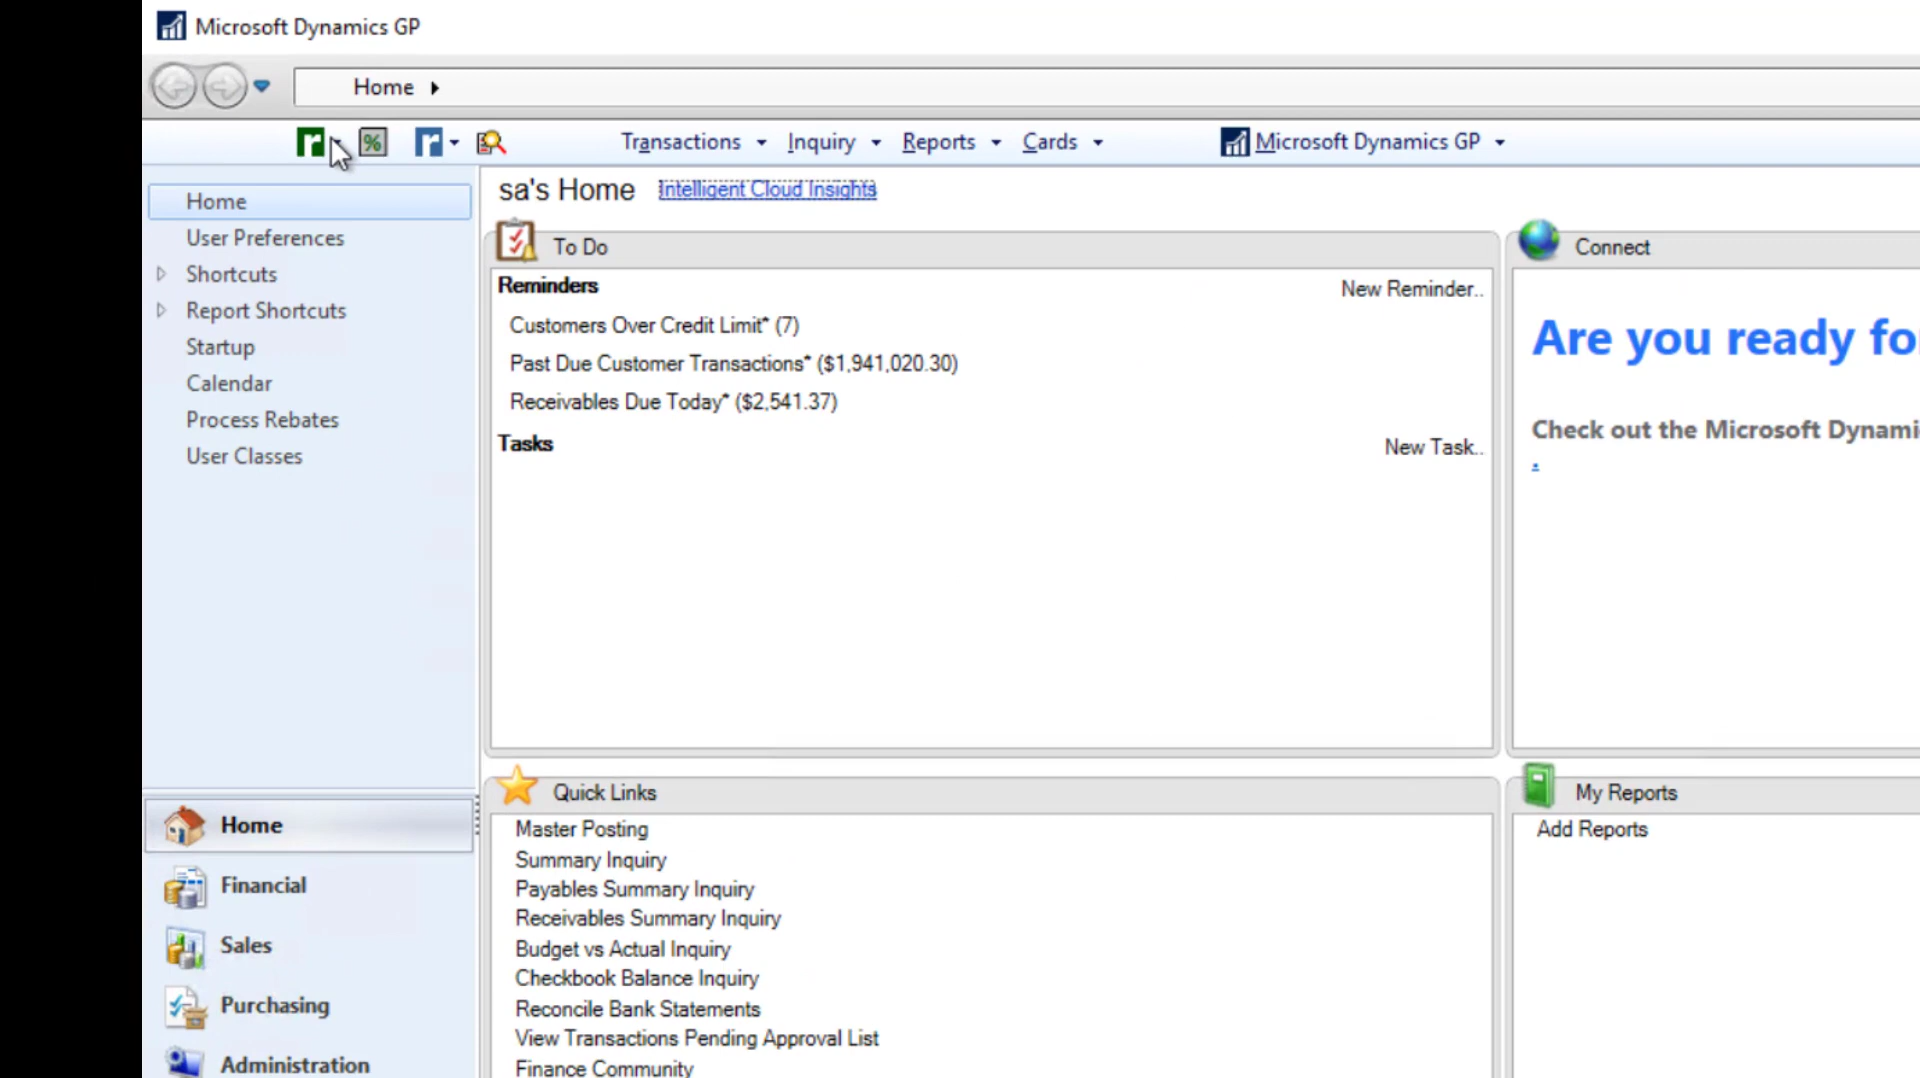 Microsoft Dynamics GP
Home
r % r Transactions Inquiry Reports Cards Microsoft Dynamics GP
Home
User Preferences
Shortcuts
Report Shortcuts
Startup
Calendar
Process Rebates
User Classes
Home
Financial
Sales
Purchasing
Administration
sa's Home Intelligent Cloud Insights
To Do
Reminders New Reminder..
Customers Over Credit Limit* (7)
Past Due Customer Transactions* ($1,941,020.30)
Receivables Due Today* ($2,541.37)
Tasks New Task..
Quick Links
Master Posting
Summary Inquiry
Payables Summary Inquiry
Receivables Summary Inquiry
Budget vs Actual Inquiry
Checkbook Balance Inquiry
Reconcile Bank Statements
View Transactions Pending Approval List
Finance Community
Connect
Are you ready fo
Check out the Microsoft Dynami
.
My Reports
Add Reports